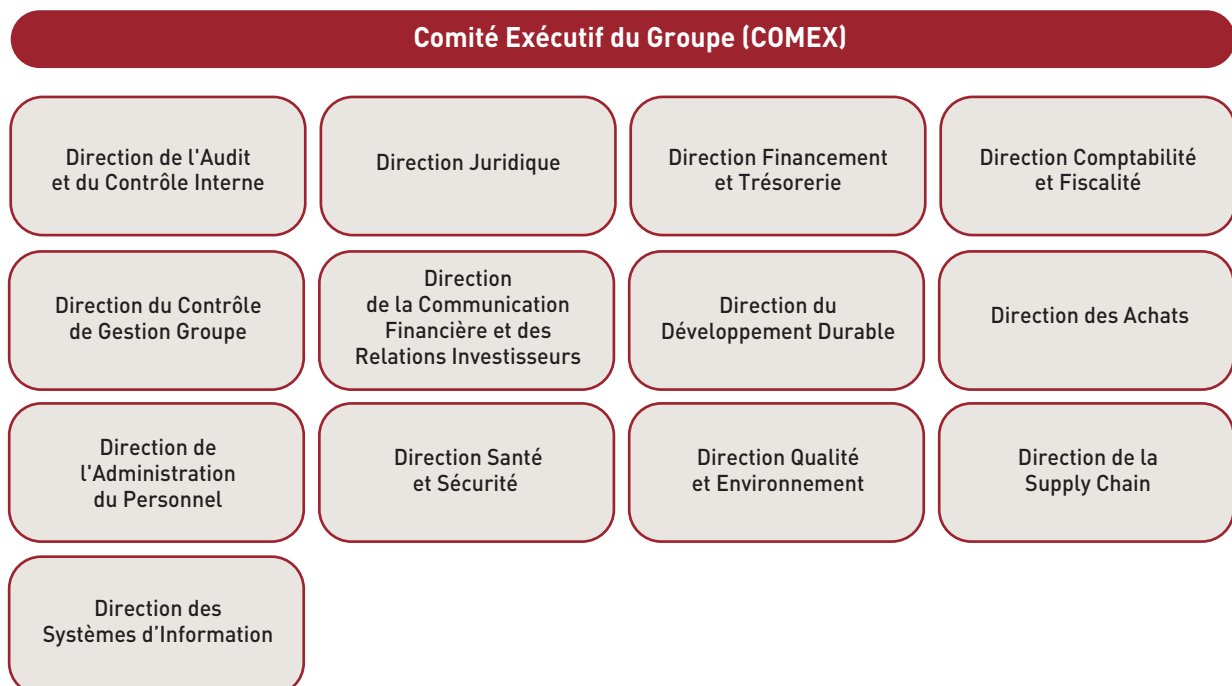 Comité Exécutif du Groupe (COMEX)
Direction de l'Audit
et du Contrôle Interne
Direction Juridique
Direction Financement
et Trésorerie
Direction Comptabilité
et Fiscalité
Direction du Contrôle
de Gestion Groupe
Direction
de la Communication
Financière et des
Relations Investisseurs
Direction du
Développement Durable
Direction des Achats
Direction de
l'Administration
du Personnel
Direction Santé
et Sécurité
Direction Qualité
et Environnement
Direction de la
Supply Chain
Direction des
Systèmes d’Information